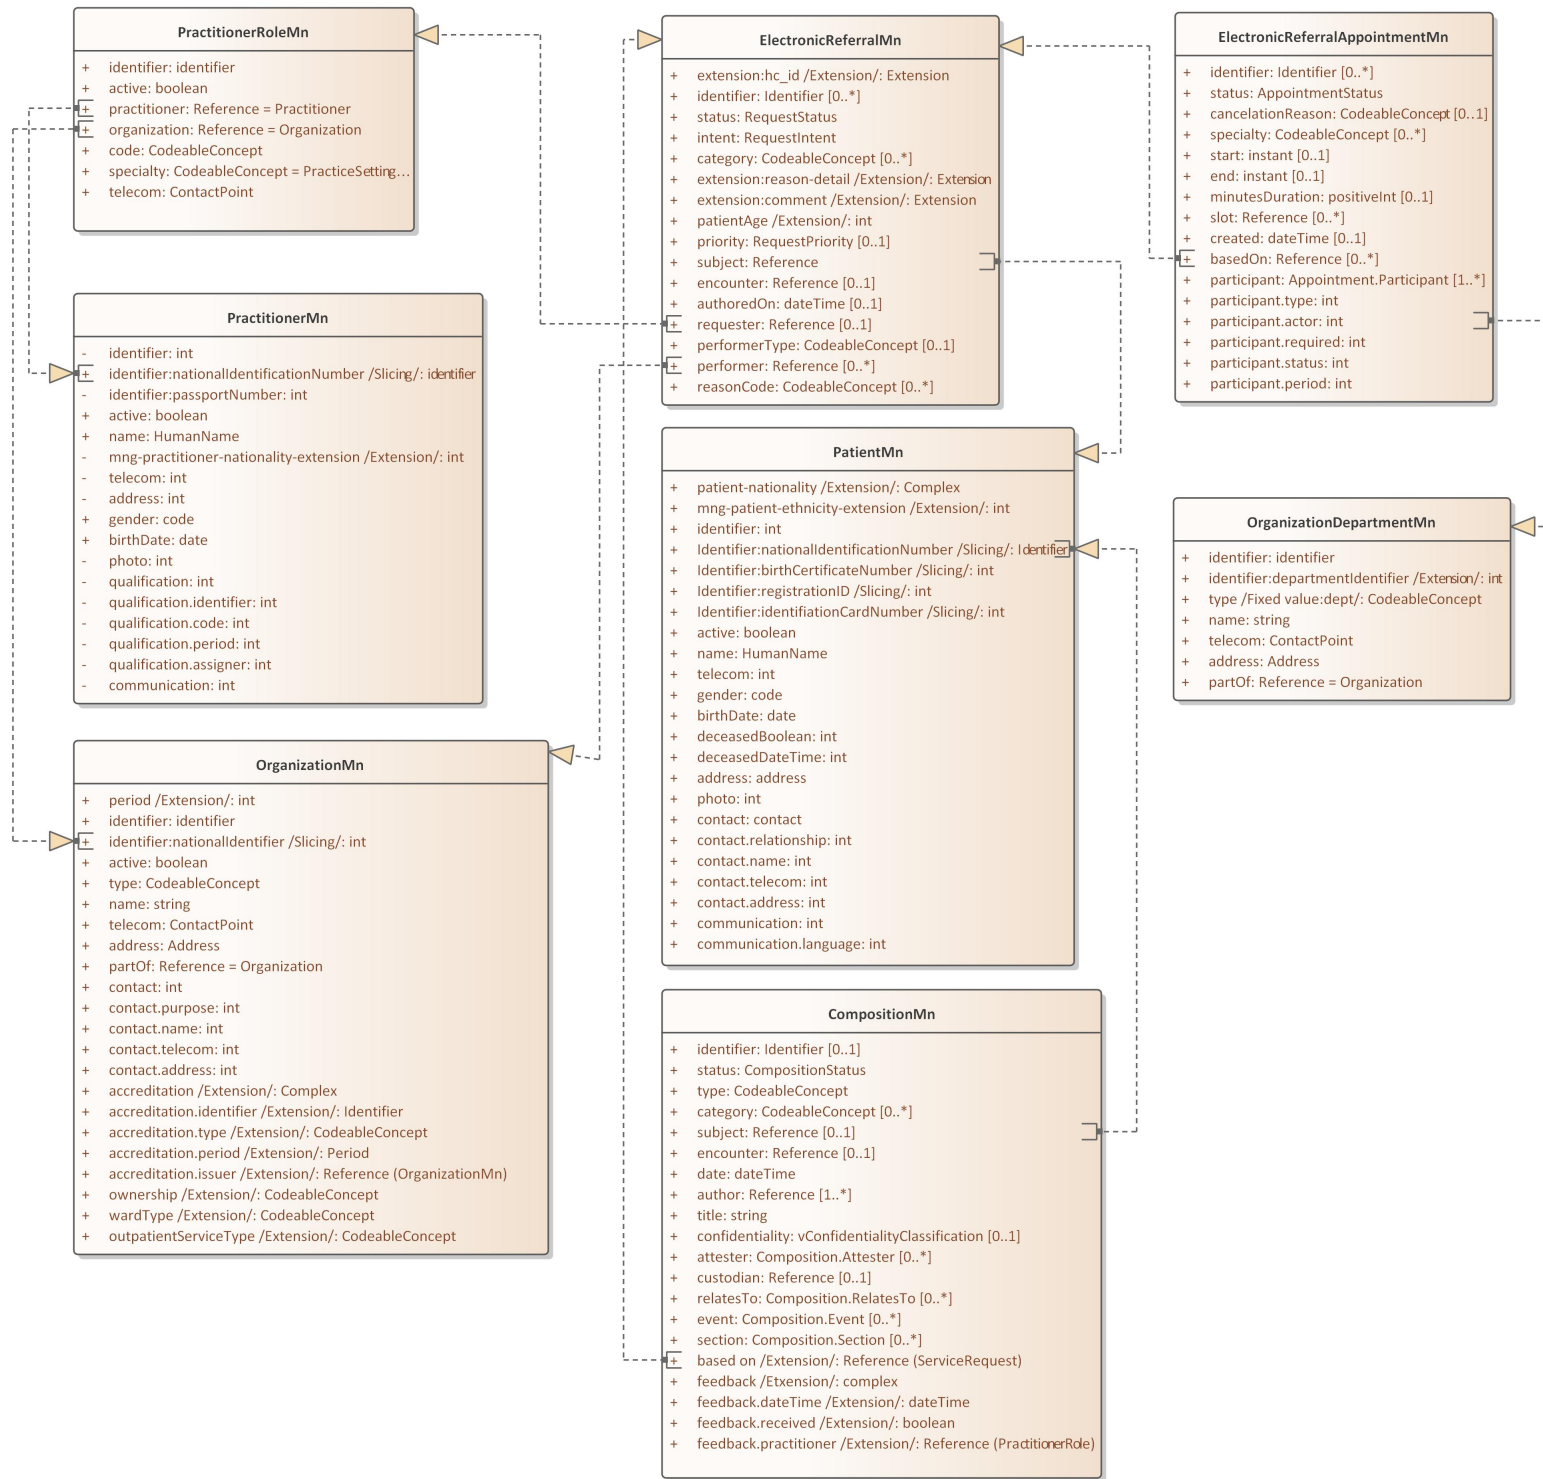 PractitionerRoleMn
+ identifier: identifier
+ active: boolean
+ practitioner: Reference = Practitioner
+ organization: Reference = Organization
+ code: CodeableConcept
+ specialty: CodeableConcept = PracticeSetting...
+ telecom: ContactPoint
PractitionerMn
- identifier: int
+ identifier:nationalIdentificationNumber /Slicing/: identifier
- identifier:passportNumber: int
+ active: boolean
+ name: HumanName
- mng-practitioner-nationality-extension /Extension/: int
- telecom: int
- address: int
+ gender: code
+ birthDate: date
- photo: int
- qualification: int
- qualification.identifier: int
- qualification.code: int
- qualification.period: int
- qualification.assigner: int
- communication: int
OrganizationMn
+ period /Extension/: int
+ identifier: identifier
+ identifier:nationalIdentifier /Slicing/: int
+ active: boolean
+ type: CodeableConcept
+ name: string
+ telecom: ContactPoint
+ address: Address
+ partOf: Reference = Organization
+ contact: int
+ contact.purpose: int
+ contact.name: int
+ contact.telecom: int
+ contact.address: int
+ accreditation /Extension/: Complex
+ accreditation.identifier /Extension/: Identifier
+ accreditation.type /Extension/: CodeableConcept
+ accreditation.period /Extension/: Period
+ accreditation.issuer /Extension/: Reference (OrganizationMn)
+ ownership /Extension/: CodeableConcept
+ wardType /Extension/: CodeableConcept
+ outpatientServiceType /Extension/: CodeableConcept
ElectronicReferralMn
+ extension:hc_id /Extension/: Extension
+ identifier: Identifier [0..*]
+ status: RequestStatus
+ intent: RequestIntent
+ category: CodeableConcept [0..*]
+ extension:reason-detail /Extension/: Extension
+ extension:comment /Extension/: Extension
+ patientAge /Extension/: int
+ priority: RequestPriority [0..1]
+ subject: Reference
+ encounter: Reference [0..1]
+ authoredOn: dateTime [0..1]
+ requester: Reference [0..1]
+ performerType: CodeableConcept [0..1]
+ performer: Reference [0..*]
+ reasonCode: CodeableConcept [0..*]
PatientMn
+ patient-nationality /Extension/: Complex
+ mng-patient-ethnicity-extension /Extension/: int
+ identifier: int
+ Identifier:nationalIdentificationNumber /Slicing/: Identifier
+ Identifier:birthCertificateNumber /Slicing/: int
+ Identifier:registrationID /Slicing/: int
+ Identifier:identifiationCardNumber /Slicing/: int
+ active: boolean
+ name: HumanName
+ telecom: int
+ gender: code
+ birthDate: date
+ deceasedBoolean: int
+ deceasedDateTime: int
+ address: address
+ photo: int
+ contact: contact
+ contact.relationship: int
+ contact.name: int
+ contact.telecom: int
+ contact.address: int
+ communication: int
+ communication.language: int
CompositionMn
+ identifier: Identifier [0..1]
+ status: CompositionStatus
+ type: CodeableConcept
+ category: CodeableConcept [0..*]
+ subject: Reference [0..1]
+ encounter: Reference [0..1]
+ date: dateTime
+ author: Reference [1..*]
+ title: string
+ confidentiality: vConfidentialityClassification [0..1]
+ attester: Composition.Attester [0..*]
+ custodian: Reference [0..1]
+ relatesTo: Composition.RelatesTo [0..*]
+ event: Composition.Event [0..*]
+ section: Composition.Section [0..*]
+ based on /Extension/: Reference (ServiceRequest)
+ feedback /Etxension/: complex
+ feedback.dateTime /Extension/: dateTime
+ feedback.received /Extension/: boolean
+ feedback.practitioner /Extension/: Reference (PractitionerRole)
ElectronicReferralAppointmentMn
+ identifier: Identifier [0..*]
+ status: AppointmentStatus
+ cancelationReason: CodeableConcept [0..1]
+ specialty: CodeableConcept [0..*]
+ start: instant [0..1]
+ end: instant [0..1]
+ minutesDuration: positiveInt [0..1]
+ slot: Reference [0..*]
+ created: dateTime [0..1]
+ basedOn: Reference [0..*]
+ participant: Appointment.Participant [1..*]
+ participant.type: int
+ participant.actor: int
+ participant.required: int
+ participant.status: int
+ participant.period: int
OrganizationDepartmentMn
+ identifier: identifier
+ identifier:departmentIdentifier /Extension/: int
+ type /Fixed value:dept/: CodeableConcept
+ name: string
+ telecom: ContactPoint
+ address: Address
+ partOf: Reference = Organization